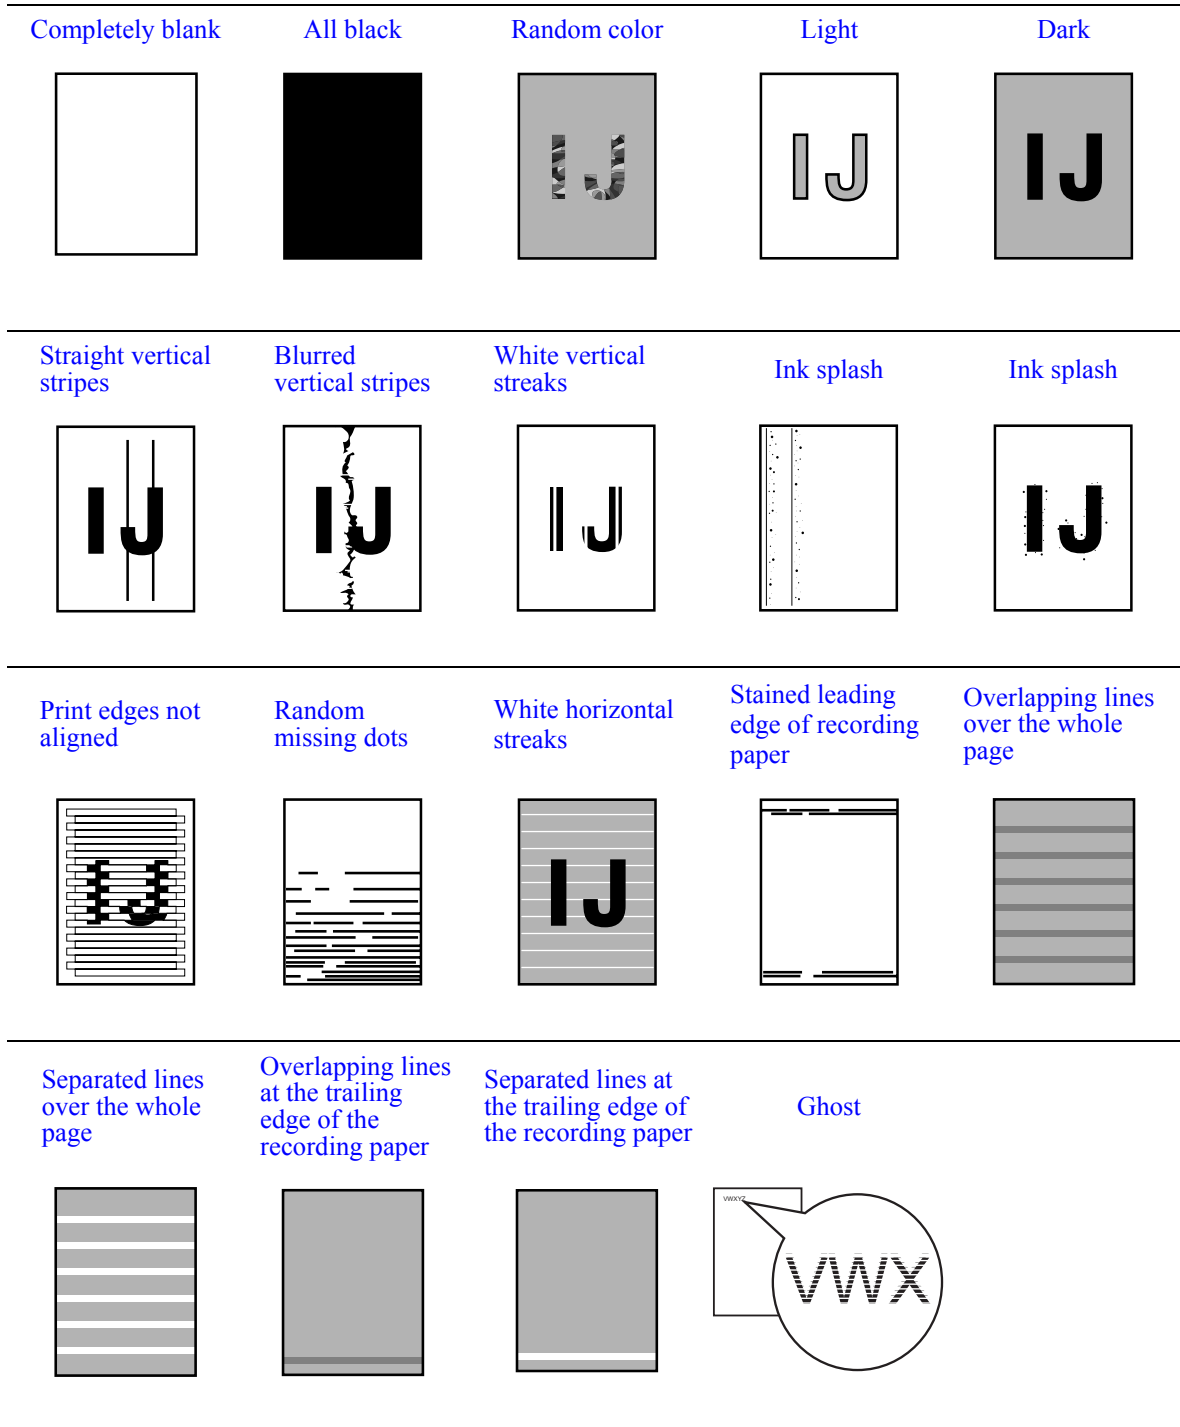 Completely blank
All black
Random color
Light
Dark
IJ
IJ
IJ
Straight vertical
stripes
Blurred
vertical stripes
White vertical
streaks
Ink splash
Ink splash
IJ
IJ
IJ
IJ
Print edges not
aligned
Random
missing dots
White horizontal
streaks
Stained leading
edge of recording
paper
Overlapping lines
over the whole
page
IJ
IJ
Separated lines
over the whole
page
Overlapping lines
at the trailing
edge of the
recording paper
Separated lines at
the trailing edge of
the recording paper
Ghost
VWXYZ
VWX